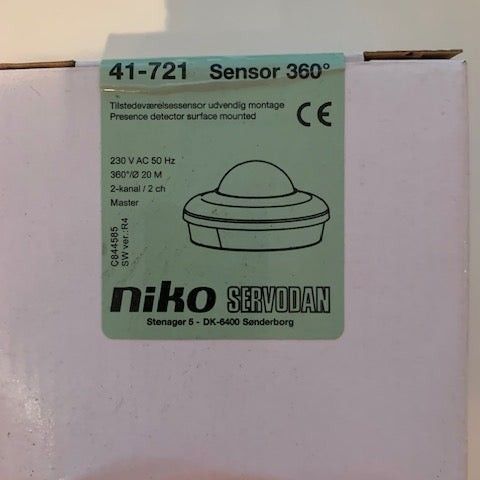 41-721 Sensor 360°
Tilstedeværelsessensor udvendig montage
Presence detector surface mounted
CE
230 V AC 50 Hz
360°/Ø 20 M
2-kanal / 2 ch
Master
C844585
SW ver.:R4
niko SERVODAN
Stenager 5 - DK-6400 Sønderborg